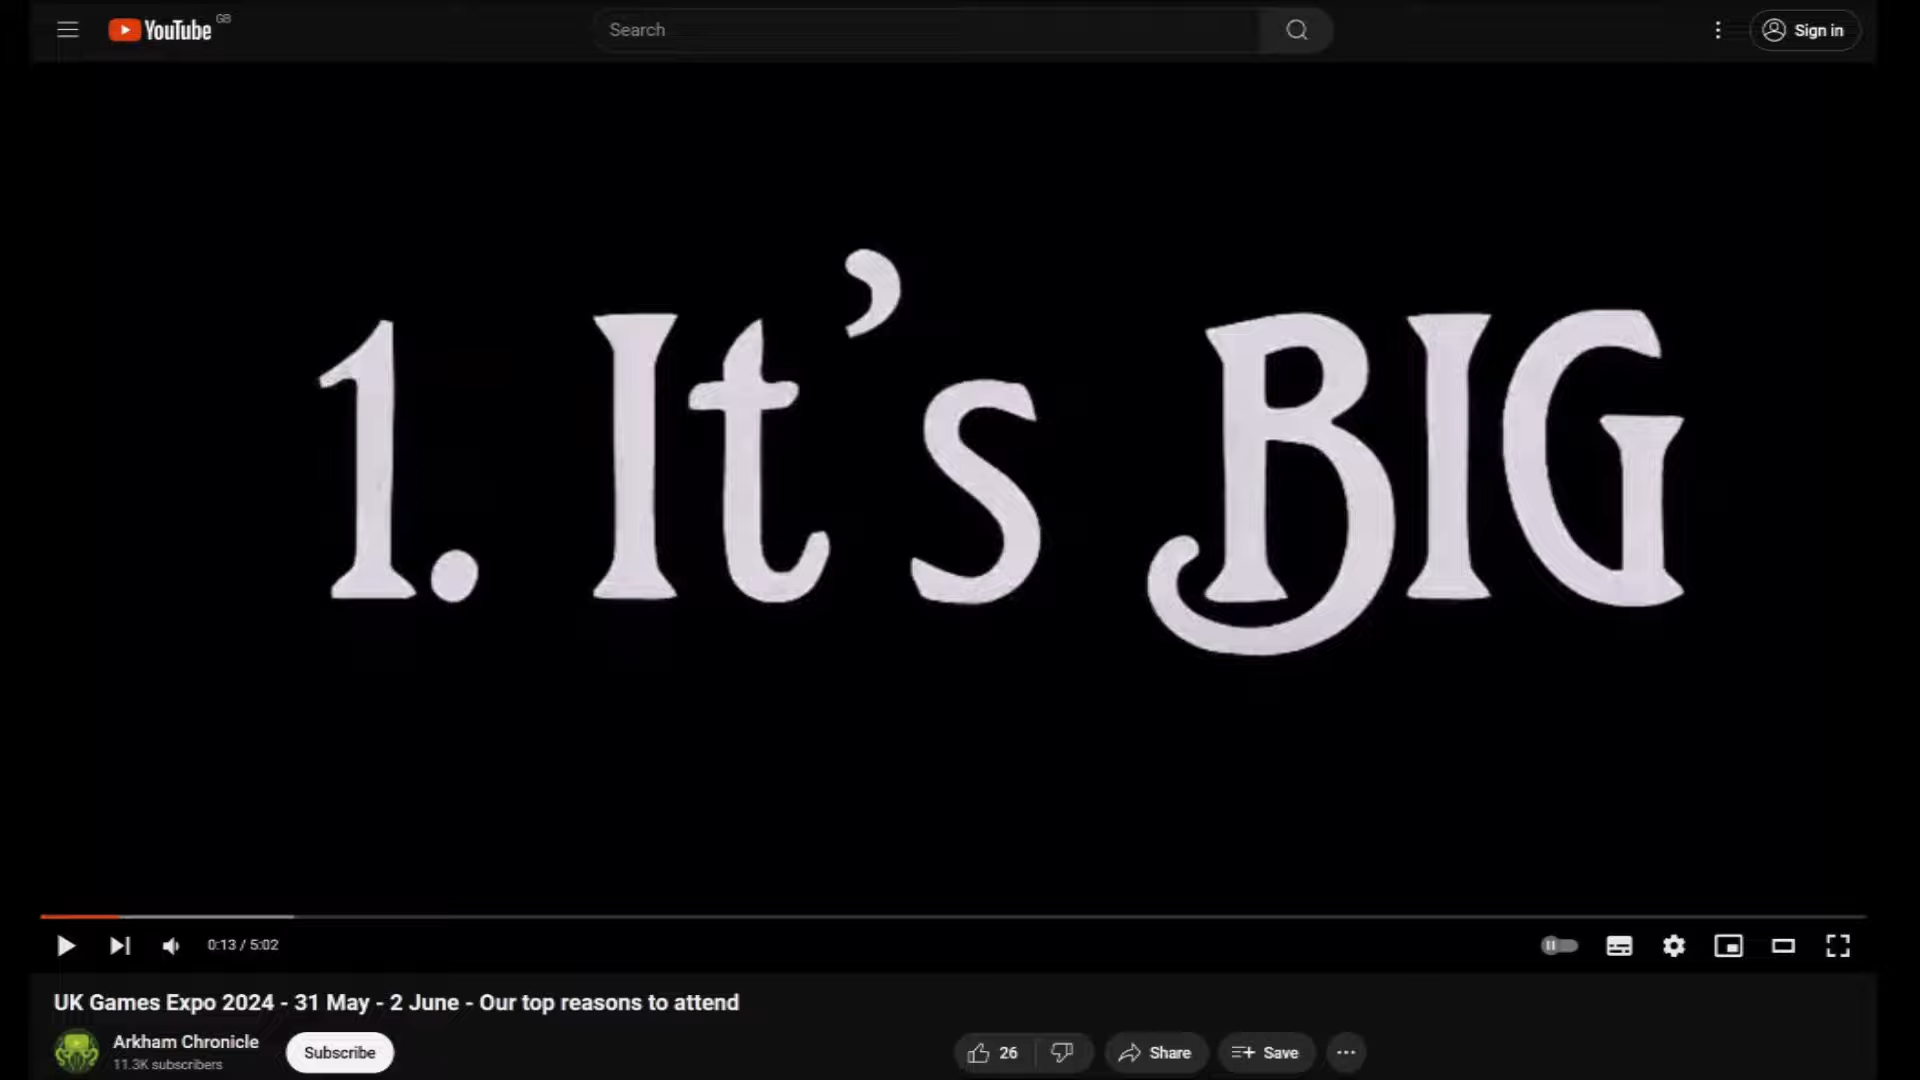 YouTube GB
Search
Sign in
1. It's BIG
0:13 / 5:02
UK Games Expo 2024 - 31 May - 2 June - Our top reasons to attend
Arkham Chronicle
11.3K subscribers
Subscribe
26
Share
Save